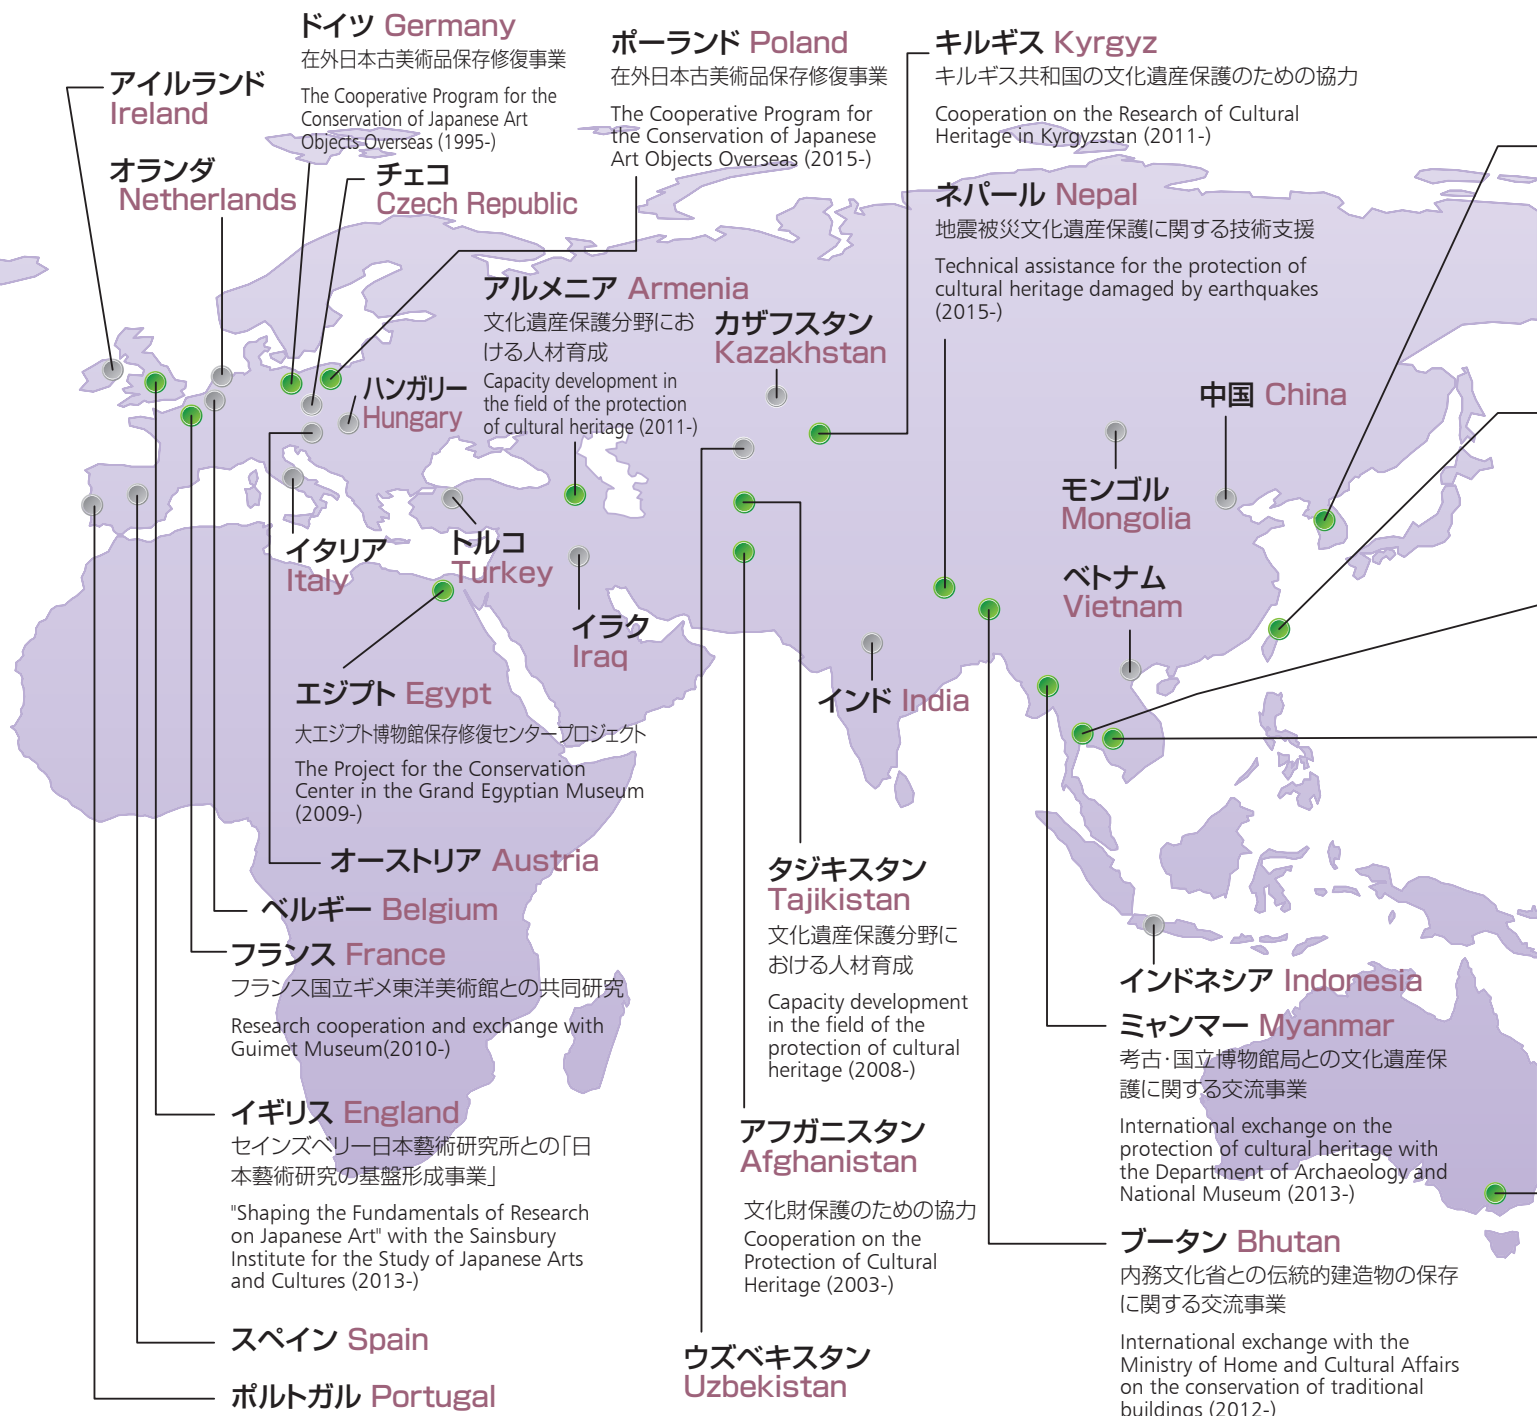 ドイツ Germany
在外日本古美術品保存修復事業
The Cooperative Program for the
Conservation of Japanese Art
Objects Overseas (1995-)
ポーランド Poland
在外日本古美術品保存修復事業
The Cooperative Program for
the Conservation of Japanese
Art Objects Overseas (2015-)
キルギス Kyrgyz
キルギス共和国の文化遺産保護のための協力
Cooperation on the Research of Cultural
Heritage in Kyrgyzstan (2011-)
アイルランド
Ireland
オランダ
Netherlands
チェコ
Czech Republic
ネパール Nepal
地震被災文化遺産保護に関する技術支援
Technical assistance for the protection of
cultural heritage damaged by earthquakes
(2015-)
アルメニア Armenia
文化遺産保護分野にお
ける人材育成
Capacity development in
the field of the protection
of cultural heritage (2011-)
カザフスタン
Kazakhstan
ハンガリー
Hungary
中国 China
モンゴル
Mongolia
イタリア
Italy
トルコ
Turkey
ベトナム
Vietnam
イラク
Iraq
エジプト Egypt
大エジプト博物館保存修復センタープロジェクト
The Project for the Conservation
Center in the Grand Egyptian Museum
(2009-)
インド India
オーストリア Austria
ベルギー Belgium
フランス France
フランス国立ギメ東洋美術館との共同研究
Research cooperation and exchange with
Guimet Museum(2010-)
タジキスタン
Tajikistan
文化遺産保護分野に
おける人材育成
Capacity development
in the field of the
protection of cultural
heritage (2008-)
インドネシア Indonesia
ミャンマー Myanmar
考古・国立博物館局との文化遺産保
護に関する交流事業
International exchange on the
protection of cultural heritage with
the Department of Archaeology and
National Museum (2013-)
イギリス England
セインズベリー日本藝術研究所との「日
本藝術研究の基盤形成事業」
"Shaping the Fundamentals of Research
on Japanese Art" with the Sainsbury
Institute for the Study of Japanese Arts
and Cultures (2013-)
アフガニスタン
Afghanistan
文化財保護のための協力
Cooperation on the
Protection of Cultural
Heritage (2003-)
ブータン Bhutan
内務文化省との伝統的建造物の保存
に関する交流事業
International exchange with the
Ministry of Home and Cultural Affairs
on the conservation of traditional
buildings (2012-)
スペイン Spain
ポルトガル Portugal
ウズベキスタン
Uzbekistan